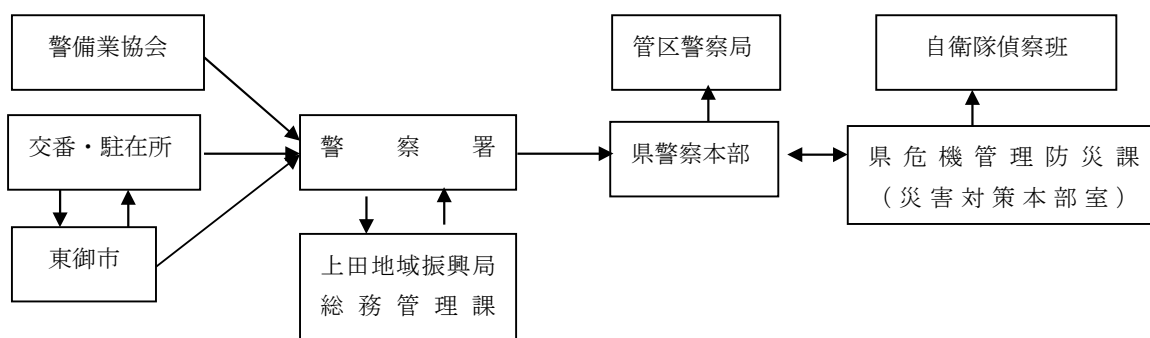 警備業協会
管区警察局
自衛隊偵察班
交番・駐在所
警察署
県警察本部
県危機管理防災課
（災害対策本部室）
東御市
上田地域振興局
総務管理課